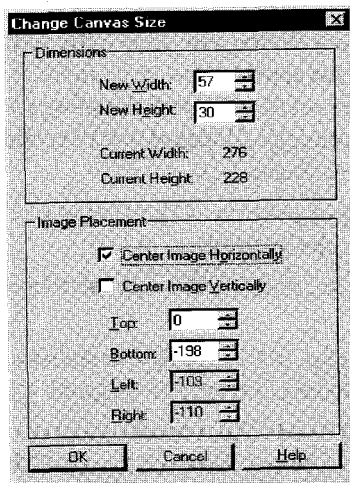 Change Canvas Size
Dimensions
New Width: 57
New Height: 30
Current Width: 276
Current Height: 228
Image Placement
Center Image Horizontally
Center Image Vertically
Top: 0
Bottom: -198
Left: -109
Right: -110
OK Cancel Help